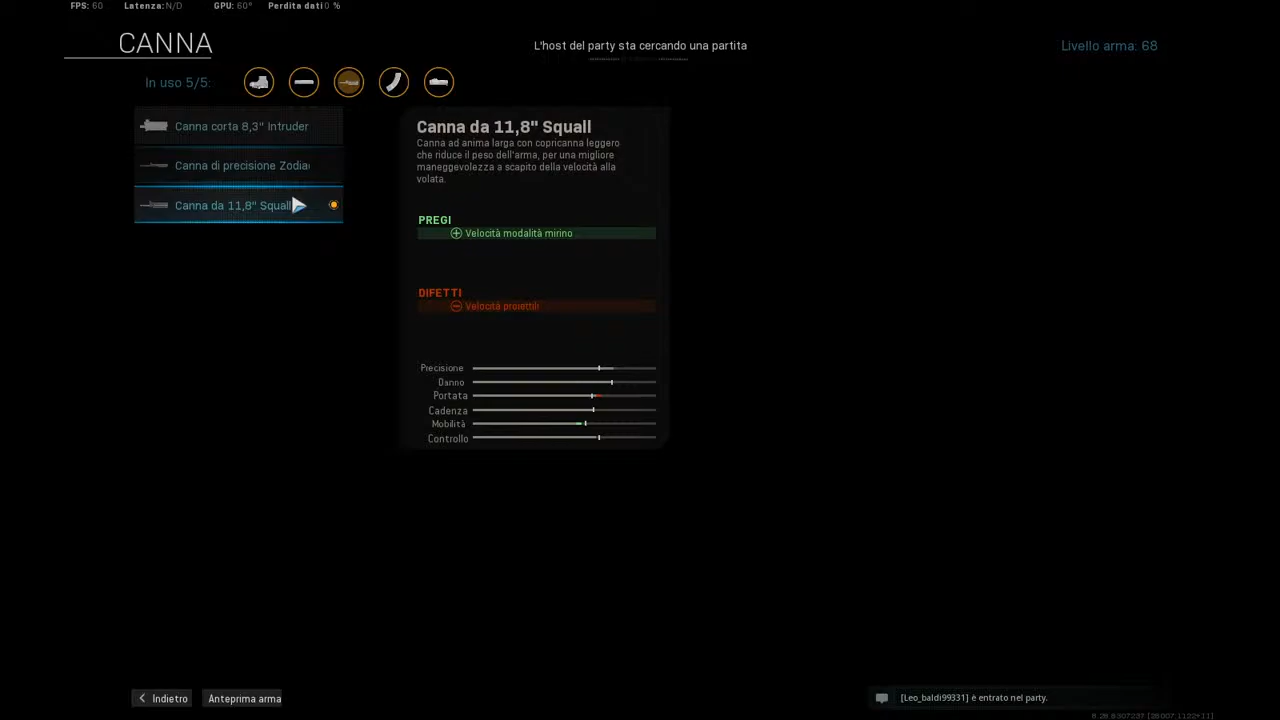 FPS: 60 Latenza: N/D GPU: 60° Perdita dati 0 %
CANNA
L'host del party sta cercando una partita
Livello arma: 68
In uso 5/5:
Canna corta 8,3" Intruder
Canna di precisione Zodia
Canna da 11,8" Squall
Canna da 11,8" Squall
Canna ad anima larga con copricanna leggero
che riduce il peso dell'arma, per una migliore
maneggevolezza a scapito della velocità alla
volata.
PREGI
Velocità modalità mirino
DIFETTI
Velocità proiettili
Precisione
Danno
Portata
Cadenza
Mobilità
Controllo
Indietro
Anteprima arma
[Leo_baldi99331] è entrato nel party.